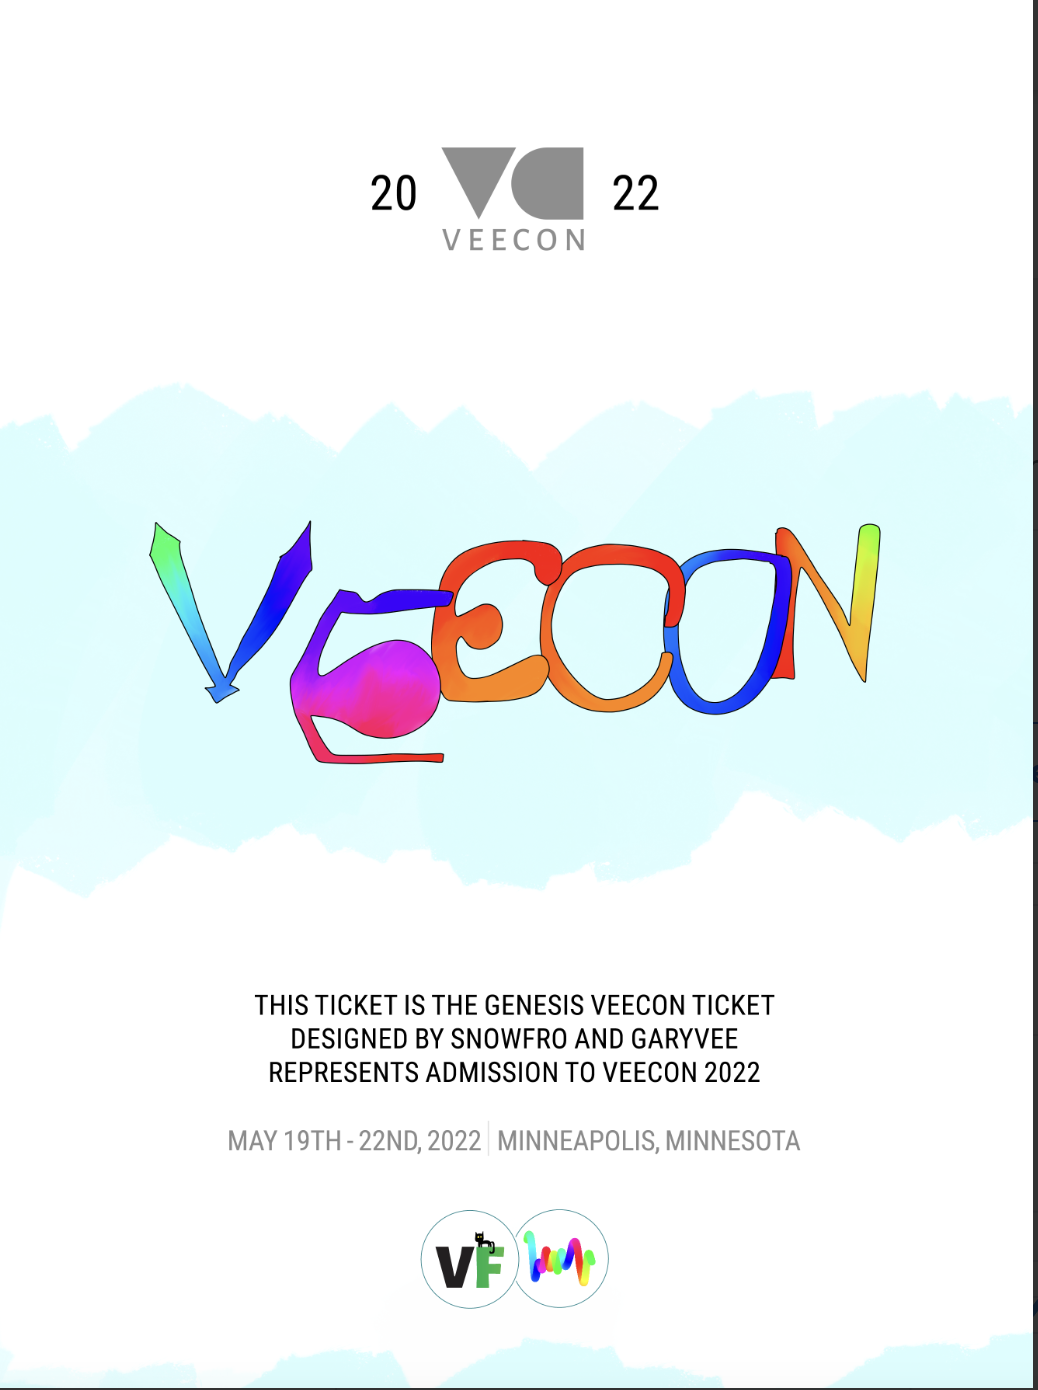 20 VC 22
VEECON
VEECON
THIS TICKET IS THE GENESIS VEECON TICKET
DESIGNED BY SNOWFRO AND GARYVEE
REPRESENTS ADMISSION TO VEECON 2022
MAY 19TH - 22ND, 2022 | MINNEAPOLIS, MINNESOTA
VF